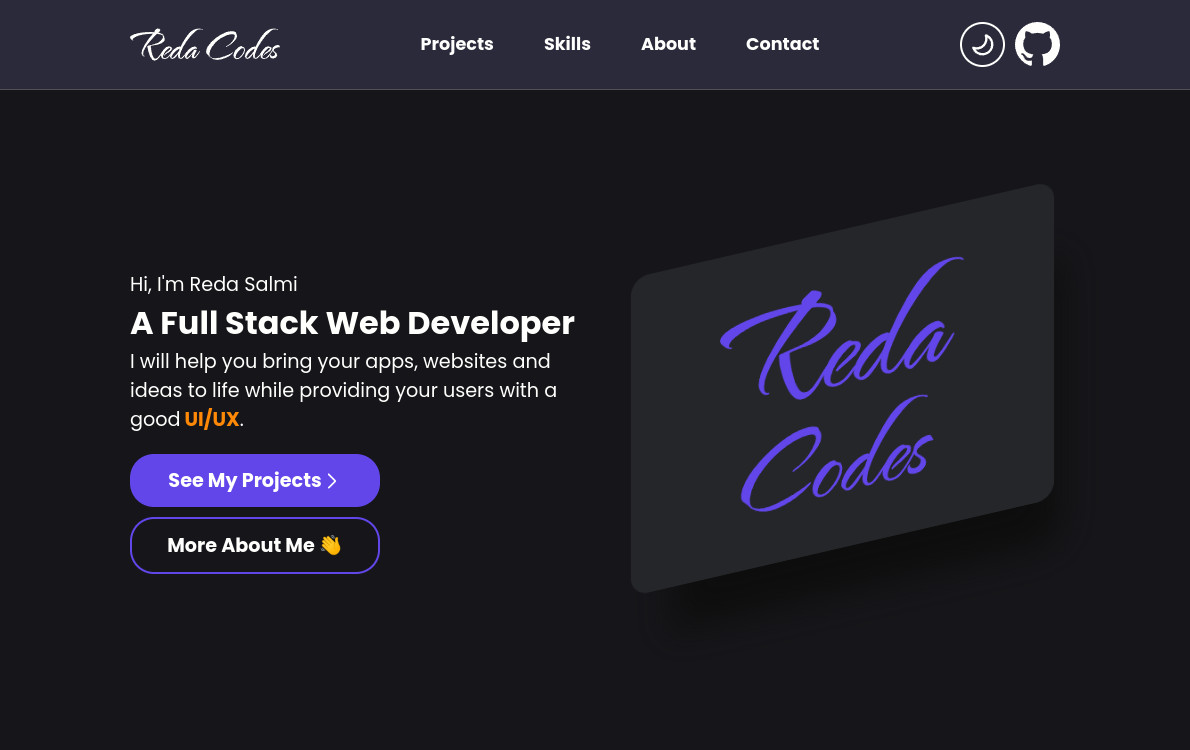 Reda Codes
Projects
Skills
About
Contact
Hi, I'm Reda Salmi
A Full Stack Web Developer
I will help you bring your apps, websites and
ideas to life while providing your users with a
good UI/UX.
See My Projects
More About Me 👋
Reda
Codes